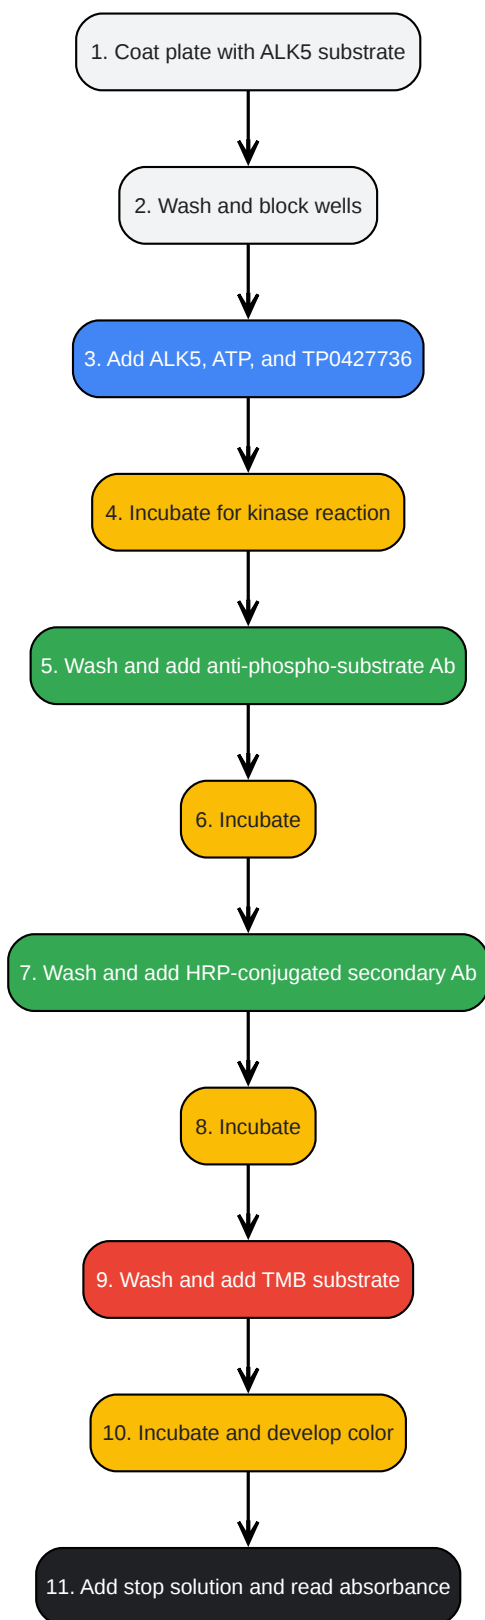 1. Coat plate with ALK5 substrate
2. Wash and block wells
3. Add ALK5, ATP, and TP0427736
4. Incubate for kinase reaction
5. Wash and add anti-phospho-substrate Ab
6. Incubate
7. Wash and add HRP-conjugated secondary Ab
8. Incubate
9. Wash and add TMB substrate
10. Incubate and develop color
11. Add stop solution and read absorbance